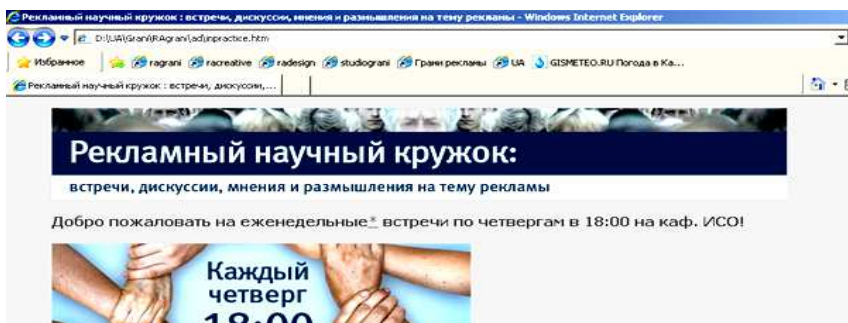 Рекламный научный кружок : встречи, дискуссии, мнения и размышления на тему рекламы - Windows Internet Explorer
D:\UA\Grani\RAgrani\ad\inpractice.htm
Избранное ragrani racreative radesign studiograni Грани рекламы UA GISMETEO.RU Погода в Ка...
Рекламный научный кружок : встречи, дискуссии,...
Рекламный научный кружок:
встречи, дискуссии, мнения и размышления на тему рекламы
Добро пожаловать на еженедельные* встречи по четвергам в 18:00 на каф. ИСО!
Каждый
четверг
18:00